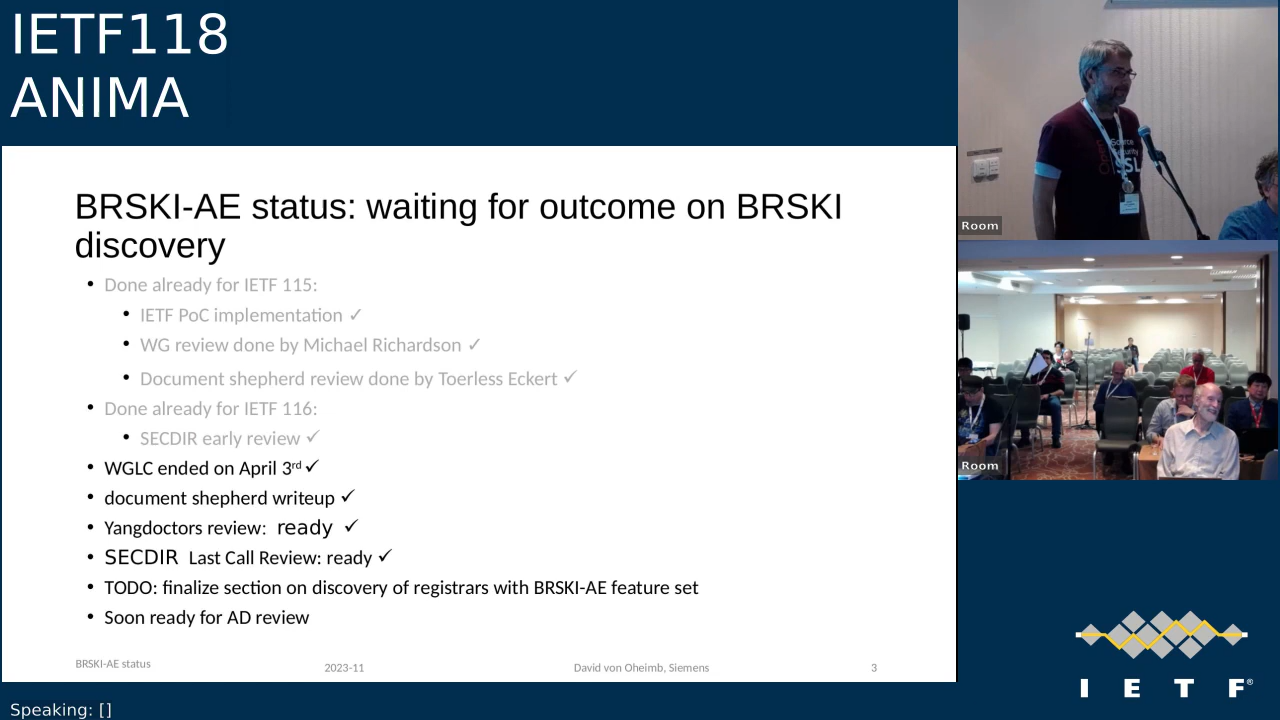 IETF118
ANIMA
BRSKI-AE status: waiting for outcome on BRSKI
discovery
• Done already for IETF 115:
• IETF PoC implementation ✓
• WG review done by Michael Richardson ✓
• Document shepherd review done by Toerless Eckert ✓
• Done already for IETF 116:
• SECDIR early review ✓
• WGLC ended on April 3rd ✓
• document shepherd writeup ✓
• Yangdoctors review: ready ✓
• SECDIR Last Call Review: ready ✓
• TODO: finalize section on discovery of registrars with BRSKI-AE feature set
• Soon ready for AD review
BRSKI-AE status
2023-11
David von Oheimb, Siemens
3
Open
Source
Security
SSL
Room
Room
I E T F®
Speaking: []